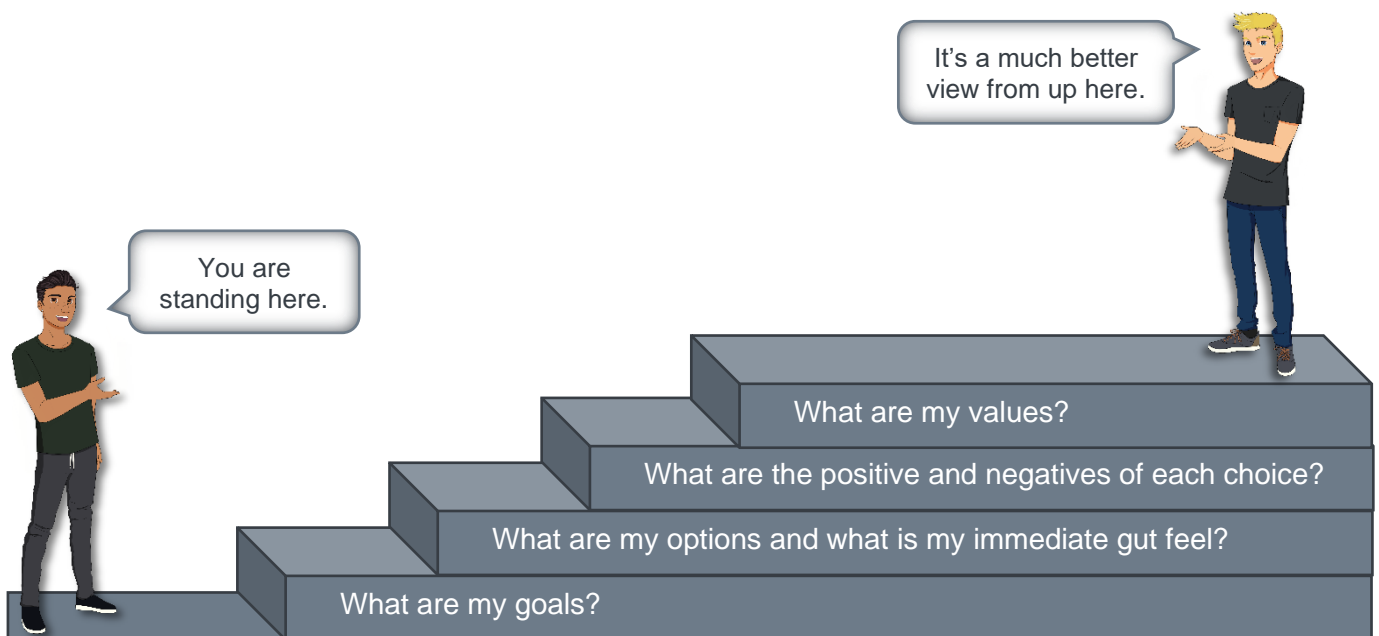 It’s a much better
view from up here.
You are
standing here.
What are my values?
What are the positive and negatives of each choice?
What are my options and what is my immediate gut feel?
What are my goals?